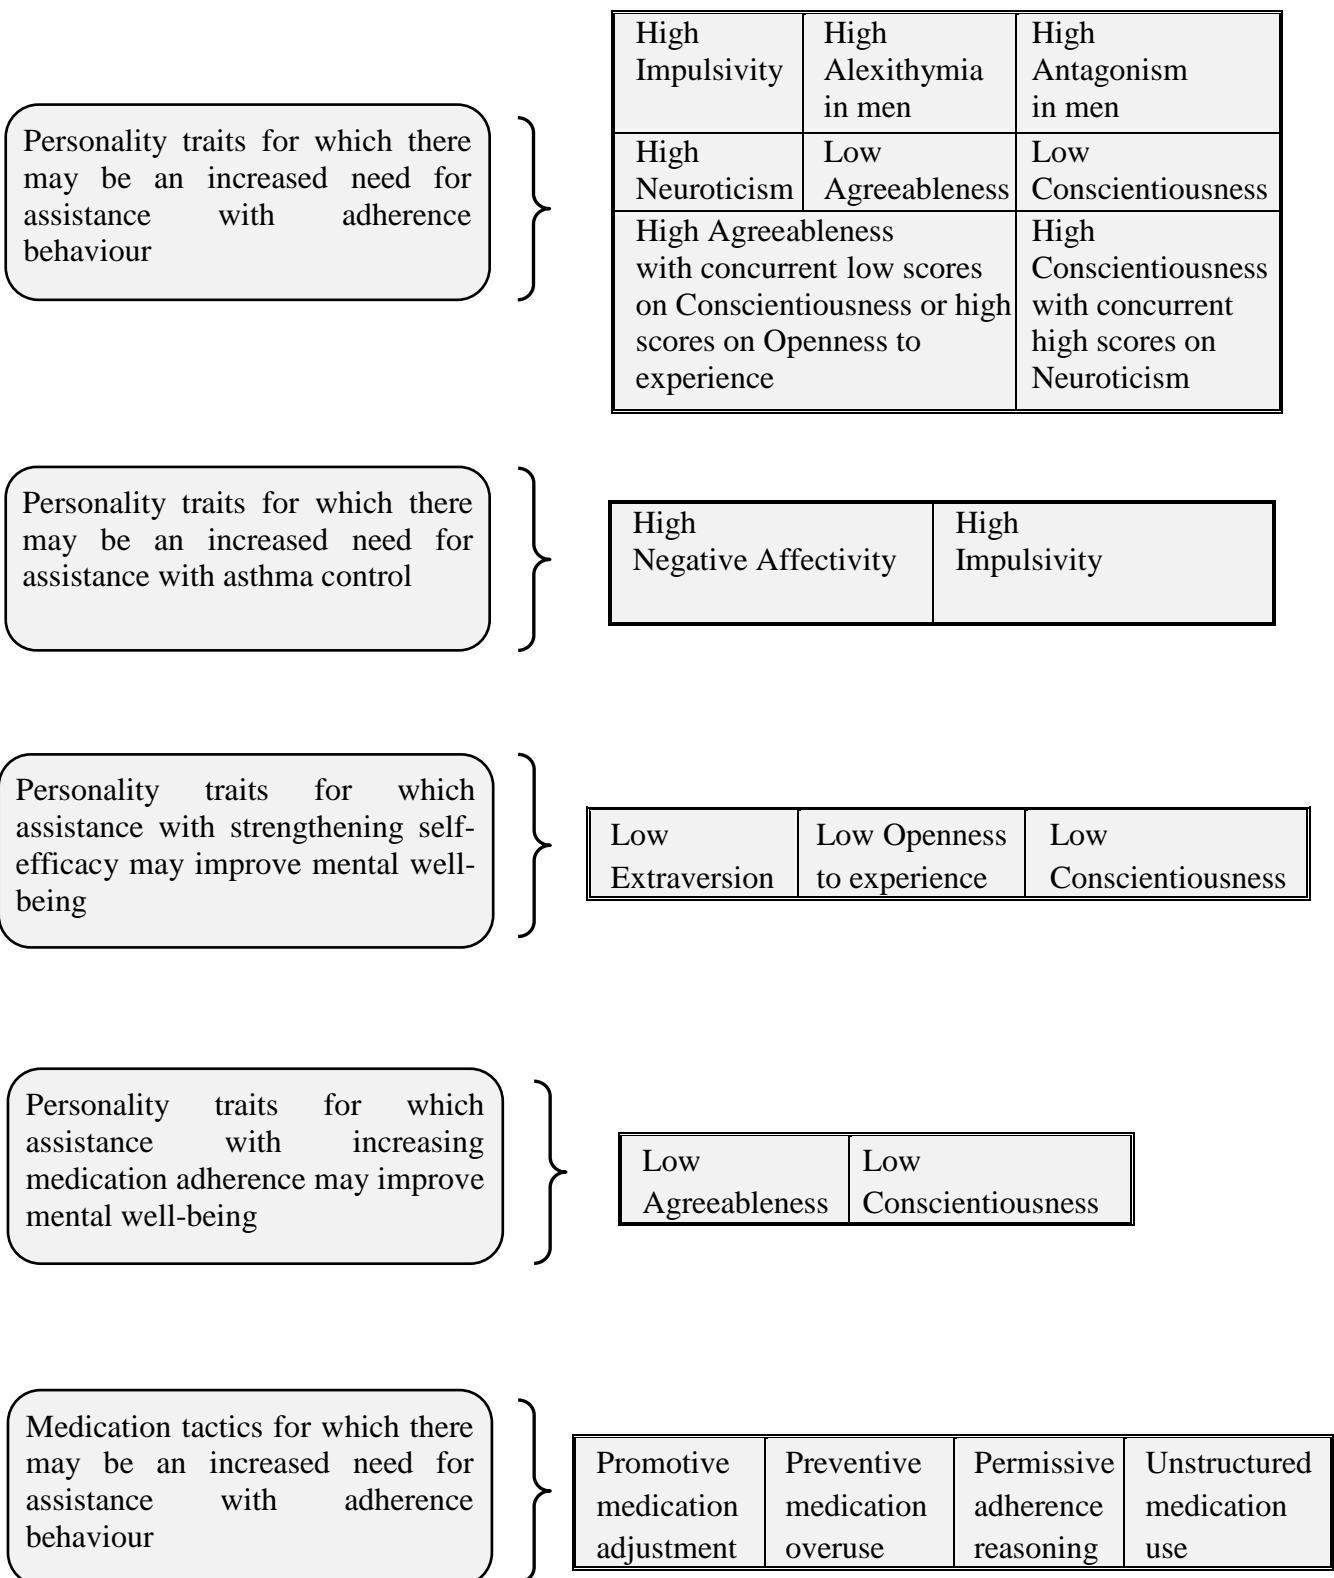 Personality traits for which there
may be an increased need for
assistance with adherence
behaviour
High
Impulsivity
High
Alexithymia
in men
High
Antagonism
in men
High
Neuroticism
Low
Agreeableness
Low
Conscientiousness
High Agreeableness
with concurrent low scores
on Conscientiousness or high
scores on Openness to
experience
High
Conscientiousness
with concurrent
high scores on
Neuroticism
Personality traits for which there
may be an increased need for
assistance with asthma control
High
Negative Affectivity
High
Impulsivity
Personality traits for which
assistance with strengthening self-
efficacy may improve mental well-
being
Low
Extraversion
Low Openness
to experience
Low
Conscientiousness
Personality traits for which
assistance with increasing
medication adherence may improve
mental well-being
Low
Agreeableness
Low
Conscientiousness
Medication tactics for which there
may be an increased need for
assistance with adherence
behaviour
Promotive
medication
adjustment
Preventive
medication
overuse
Permissive
adherence
reasoning
Unstructured
medication
use